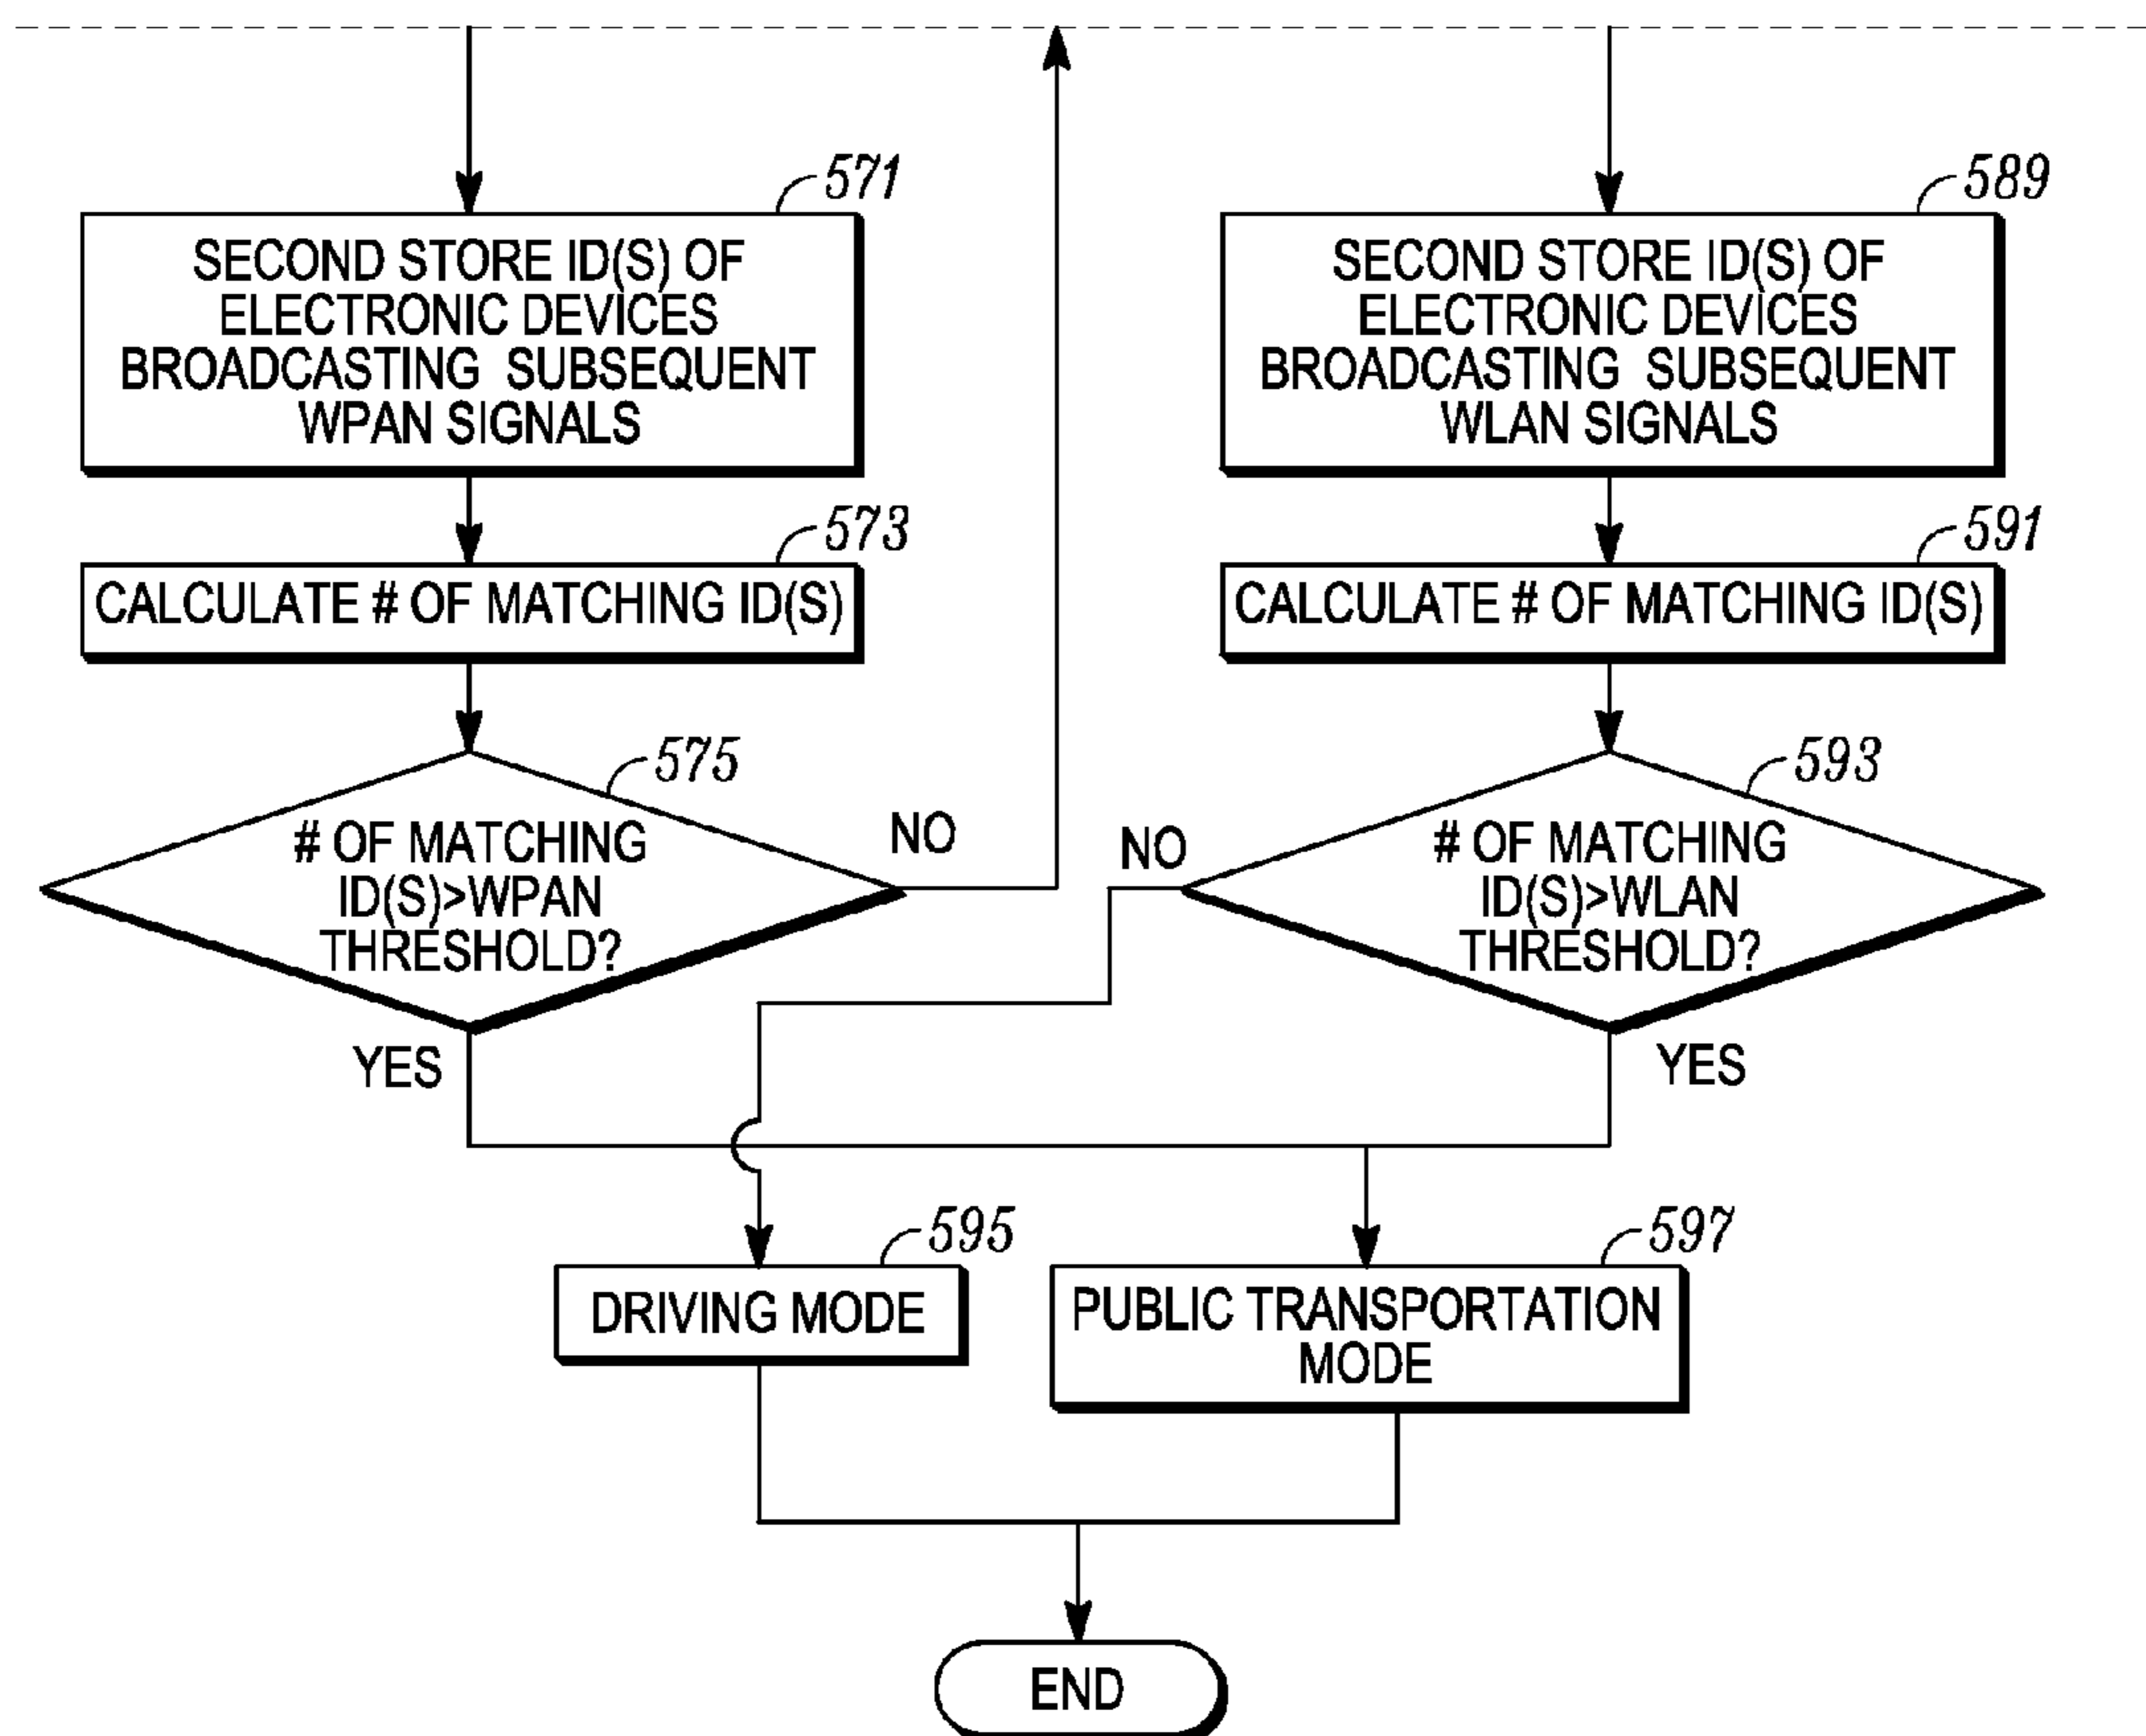 571
SECOND STORE ID(S) OF
ELECTRONIC DEVICES
BROADCASTING SUBSEQUENT
WPAN SIGNALS
573
CALCULATE # OF MATCHING ID(S)
575
# OF MATCHING
ID(S)>WPAN
THRESHOLD?
NO
YES
589
SECOND STORE ID(S) OF
ELECTRONIC DEVICES
BROADCASTING SUBSEQUENT
WLAN SIGNALS
591
CALCULATE # OF MATCHING ID(S)
593
# OF MATCHING
ID(S)>WLAN
THRESHOLD?
NO
YES
595
DRIVING MODE
597
PUBLIC TRANSPORTATION
MODE
END